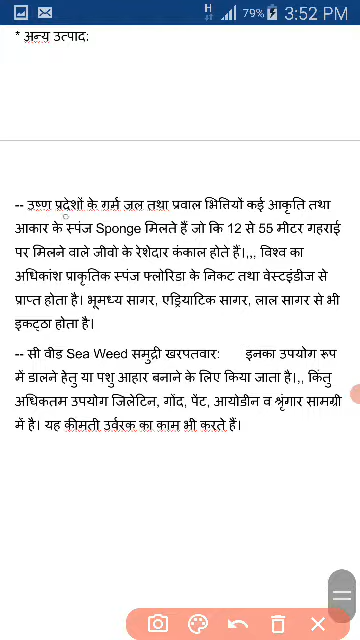 H 79% 3:52 PM
* अन्य उत्पाद:
-- उष्ण प्रदेशों के गर्म जल तथा प्रवाल भित्तियों कई आकृति तथा
आकार के स्पंज Sponge मिलते हैं जो कि 12 से 55 मीटर गहराई
पर मिलने वाले जीवो के रेशेदार कंकाल होते हैं।,,, विश्व का
अधिकांश प्राकृतिक स्पंज फ्लोरिडा के निकट तथा वेस्टइंडीज से
प्राप्त होता है। भूमध्य सागर, एड्रियाटिक सागर, लाल सागर से भी
इकट्ठा होता है।
-- सी वीड Sea Weed समुद्री खरपतवार: इनका उपयोग रूप
में डालने हेतु या पशु आहार बनाने के लिए किया जाता है।,, किंतु
अधिकतम उपयोग जिलेटिन, गोंद, पेंट, आयोडीन व श्रृंगार सामग्री
में है। यह कीमती उर्वरक का काम भी करते हैं।